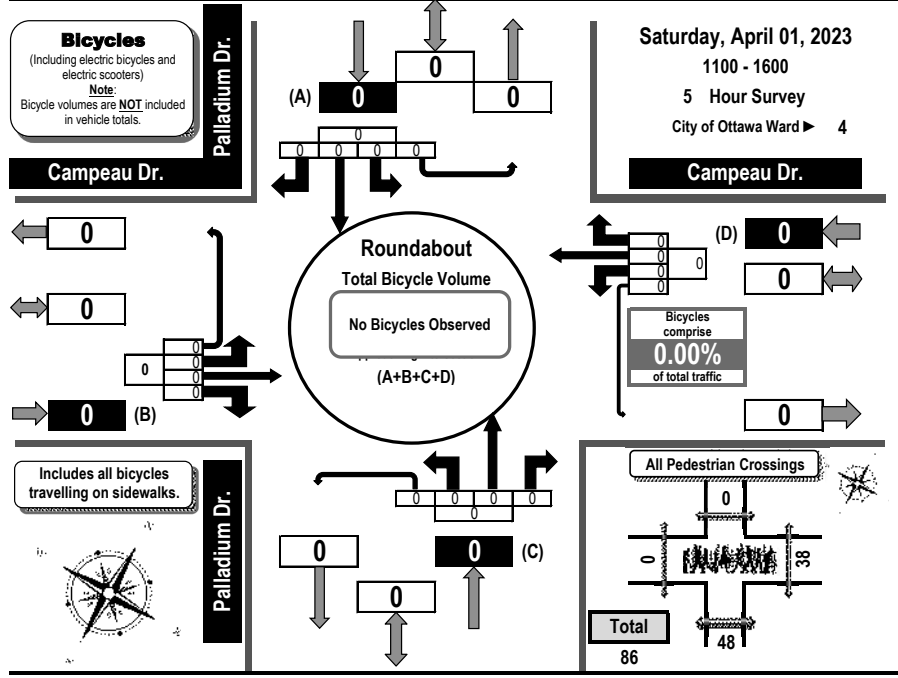 Bicycles
(Including electric bicycles and
electric scooters)
Note:
Bicycle volumes are NOT included
in vehicle totals.
Palladium Dr.
Campeau Dr.
0
(A) 0
0
0
0 0 0 0
Saturday, April 01, 2023
1100 - 1600
5 Hour Survey
City of Ottawa Ward ► 4
Campeau Dr.
0
0
0
0
0
0
0
0 (B)
Roundabout
Total Bicycle Volume
No Bicycles Observed
(A+B+C+D)
0
0
0
0
0
(D) 0
0
Bicycles
comprise
0.00%
of total traffic
0
Includes all bicycles
travelling on sidewalks.
Palladium Dr.
0 0 0 0
0
0
0 (C)
0
All Pedestrian Crossings
0
0
38
48
Total
86